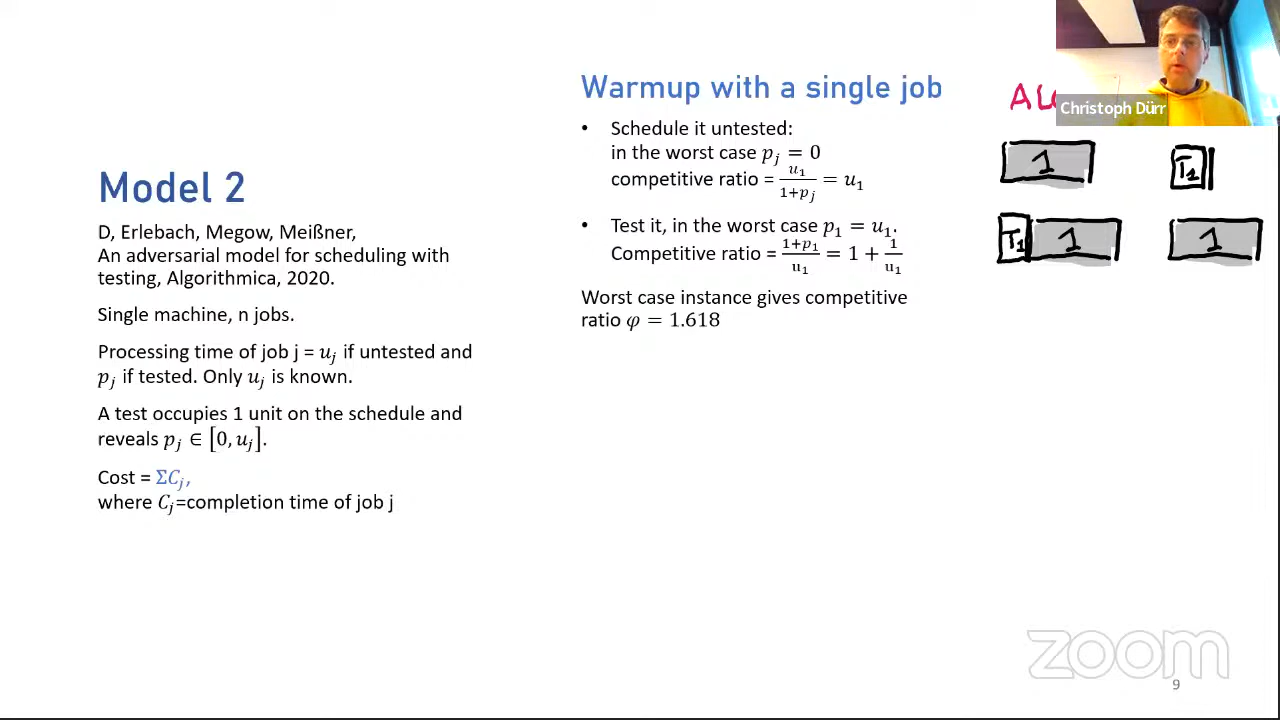 Model 2
D, Erlebach, Megow, Meißner,
An adversarial model for scheduling with
testing, Algorithmica, 2020.
Single machine, n jobs.
Processing time of job j = u_j if untested and
p_j if tested. Only u_j is known.
A test occupies 1 unit on the schedule and
reveals p_j ∈ [0, u_j].
Cost = ΣC_j,
where C_j=completion time of job j
Warmup with a single job
• Schedule it untested:
in the worst case p_j = 0
competitive ratio = u_1/(1+p_j) = u_1
• Test it, in the worst case p_1 = u_1.
Competitive ratio = (1+p_1)/u_1 = 1 + 1/u_1
Worst case instance gives competitive
ratio φ = 1.618
Christoph Dürr
1
T1
T1 1
1
zoom
9